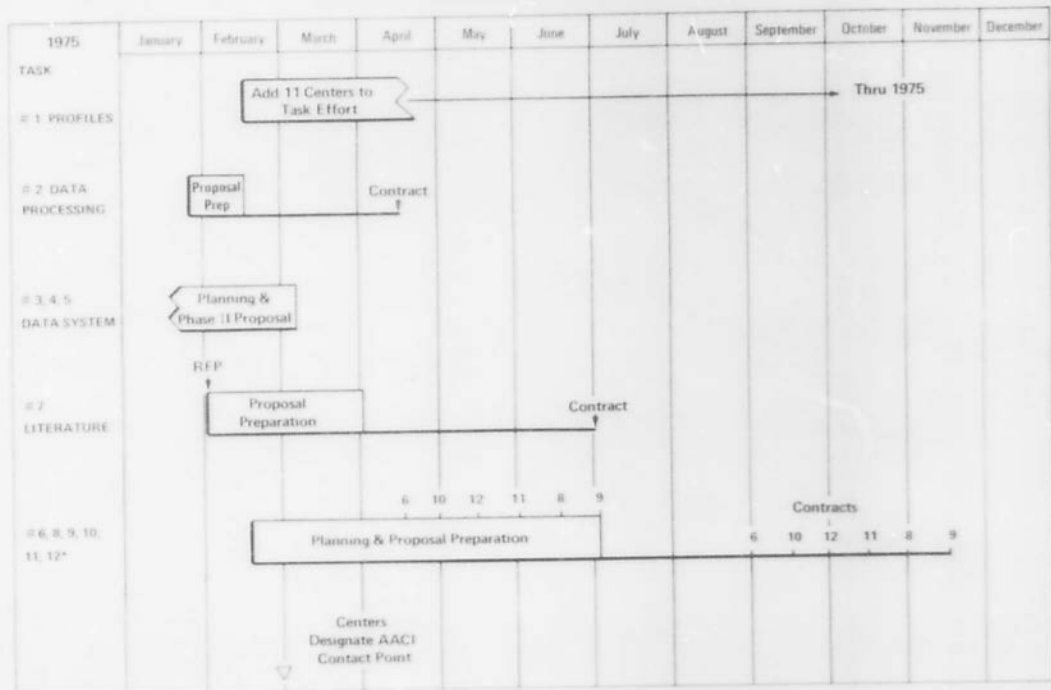 1975 January February March April May June July August September October November December
TASK
Add 11 Centers to
Task Effort
Thru 1975
# 1 PROFILES
# 2 DATA
PROCESSING
Proposal
Prep
Contract
# 3, 4, 5
DATA SYSTEM
Planning &
Phase II Proposal
RFP
# 7
LITERATURE
Proposal
Preparation
Contract
6 10 12 11 8 9
# 6, 8, 9, 10,
11, 12*
Planning & Proposal Preparation
Contracts
6 10 12 11 8 9
Centers
Designate AACI
Contact Point